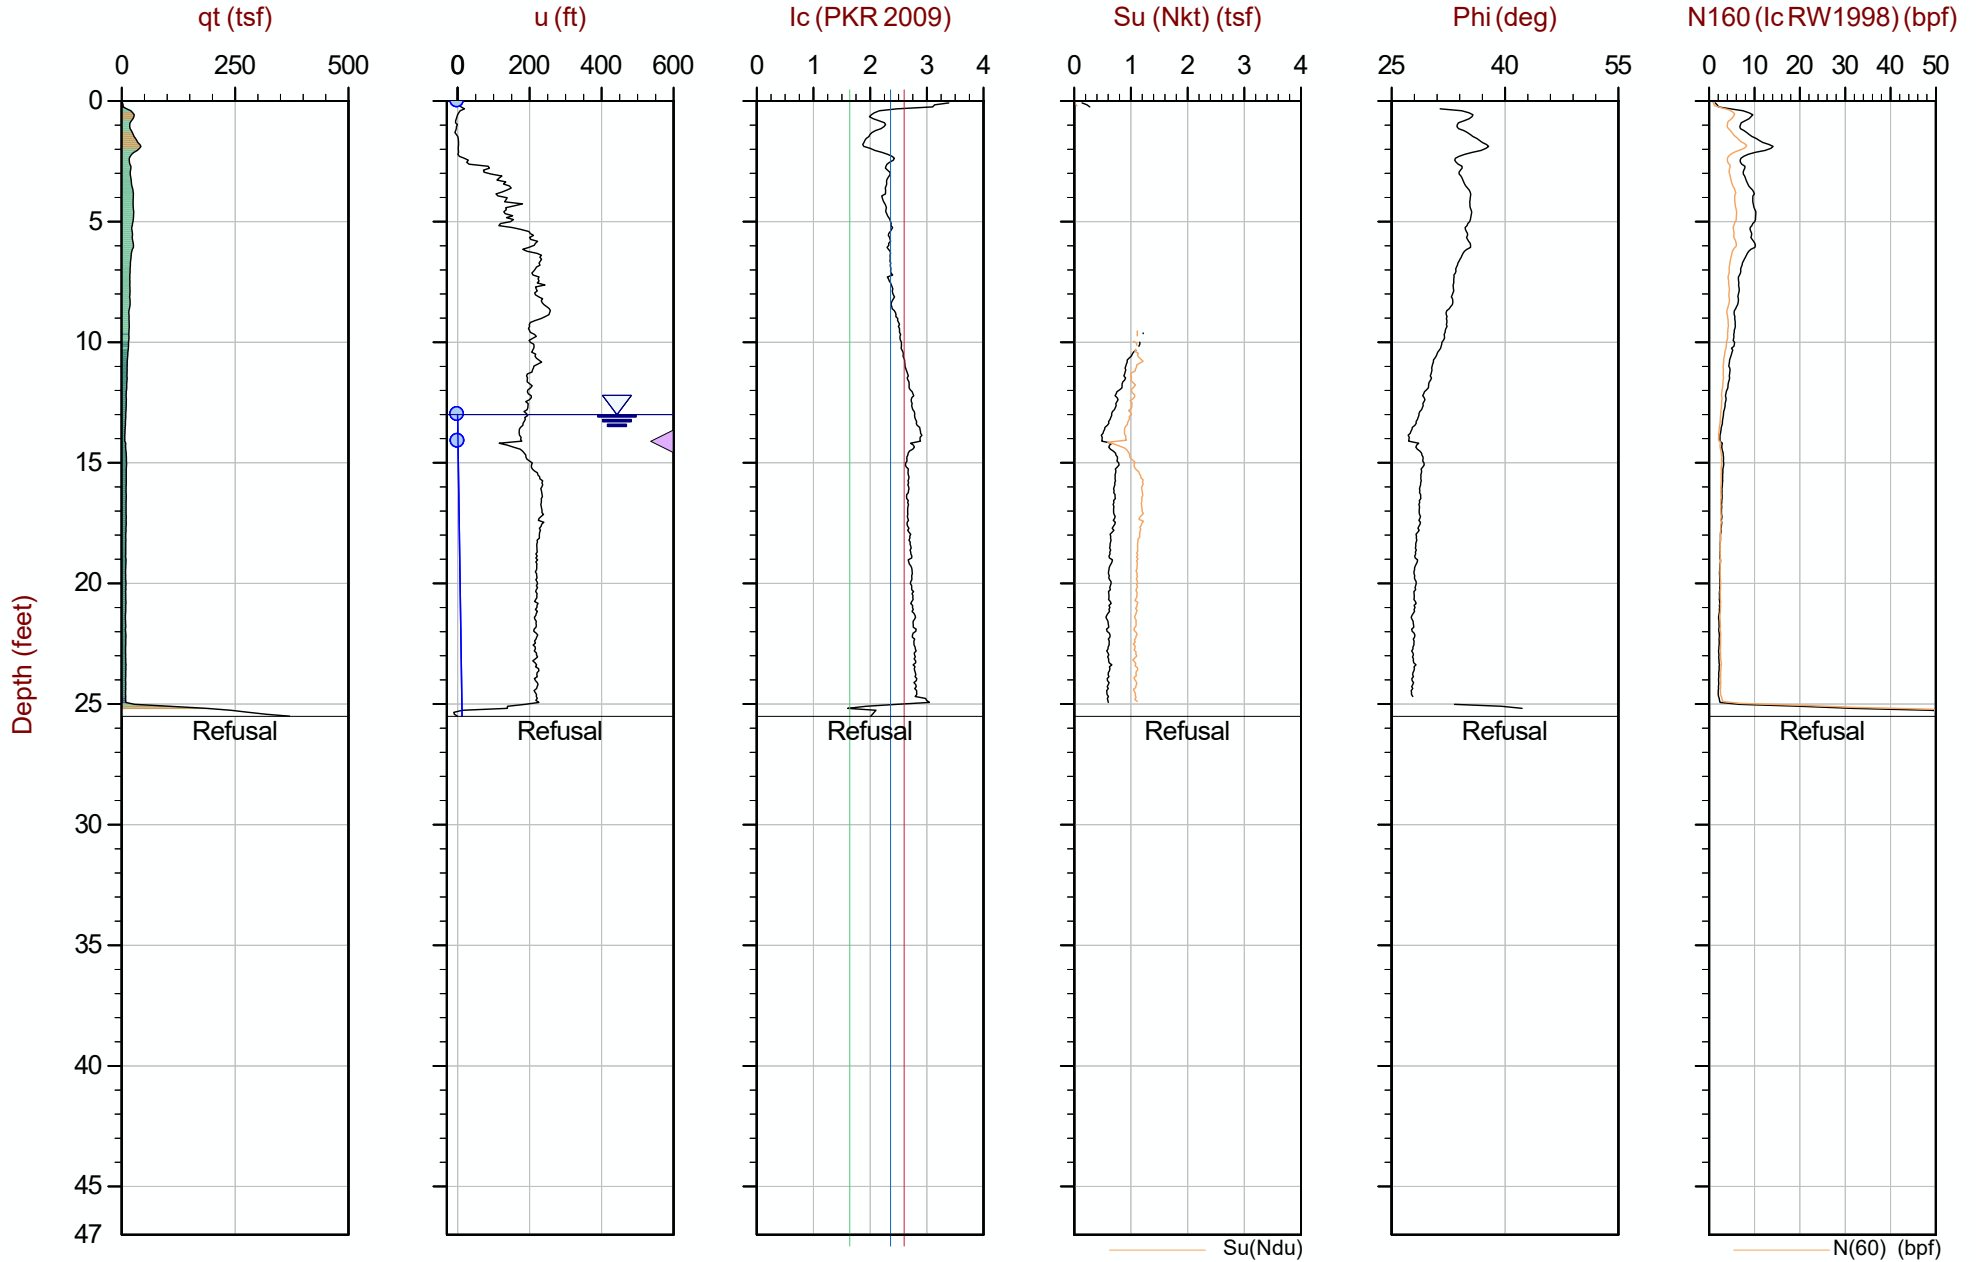 qt (tsf) u (ft) Ic (PKR 2009) Su (Nkt) (tsf) Phi (deg) N160 (Ic RW1998) (bpf)
0 250 500 0 200 400 600 0 1 2 3 4 0 1 2 3 4 25 40 55 0 10 20 30 40 50
0
5
10
15
20
25
Refusal Refusal Refusal Refusal Refusal Refusal
30
35
40
45
47
Depth (feet)
Su(Ndu) N(60) (bpf)